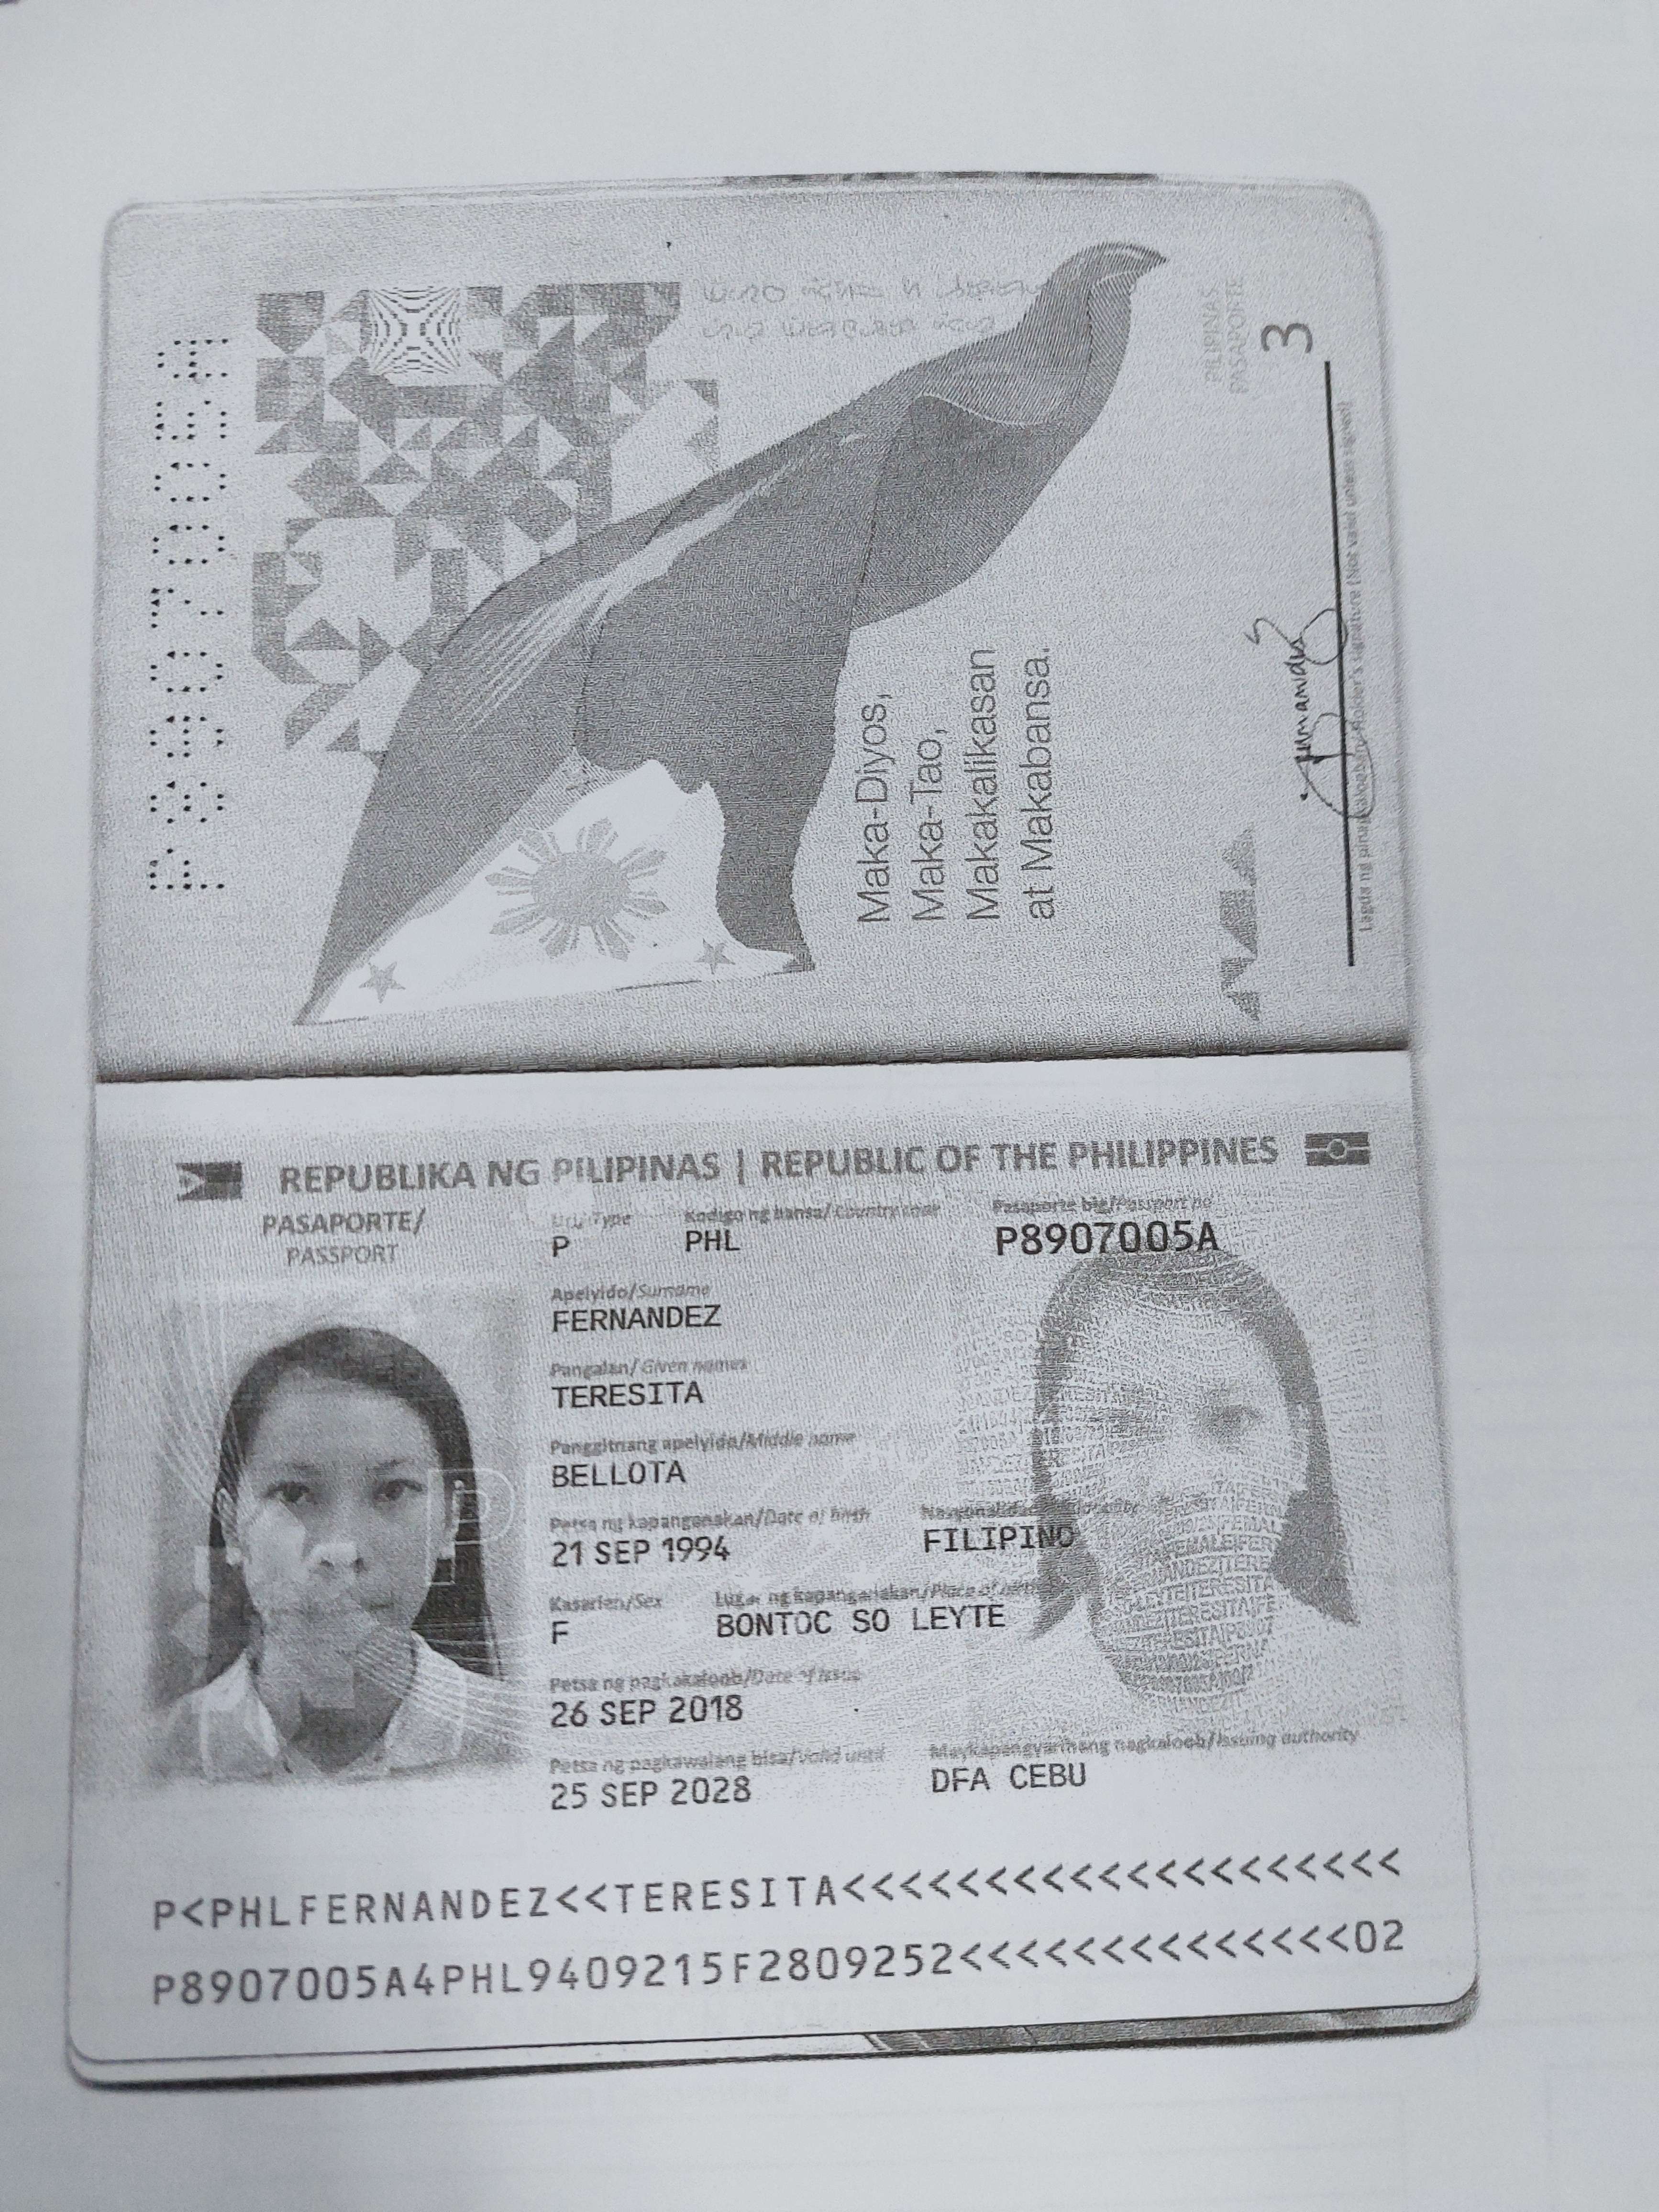 P8907005A
Maka-Diyos,
Maka-Tao,
Makakalikasan
at Makabansa.
PILIPINAS
PASAPORTE
3
Lagda ng pinagkalooban/Holder's signature (Not valid unless signed)
REPUBLIKA NG PILIPINAS | REPUBLIC OF THE PHILIPPINES
PASAPORTE/
PASSPORT
Uri/Type Kodigo ng bansa/Country code Pasaporte blg/Passport no
P PHL P8907005A
Apelyido/Surname
FERNANDEZ
Pangalan/Given names
TERESITA
Panggitnang apelyido/Middle name
BELLOTA
Petsa ng kapanganakan/Date of birth
21 SEP 1994 FILIPINO
Kasarian/Sex Lugar ng kapanganakan/Place of birth
F BONTOC SO LEYTE
Petsa ng pagkakaloob/Date of issue
26 SEP 2018
Petsa ng pagkawalang bisa/Valid until Maykapangyarihang nagkaloob/Issuing authority
25 SEP 2028 DFA CEBU
P<PHLFERNANDEZ<<TERESITA<<<<<<<<<<<<<<<<<<<<
P8907005A4PHL9409215F2809252<<<<<<<<<<<<<<02